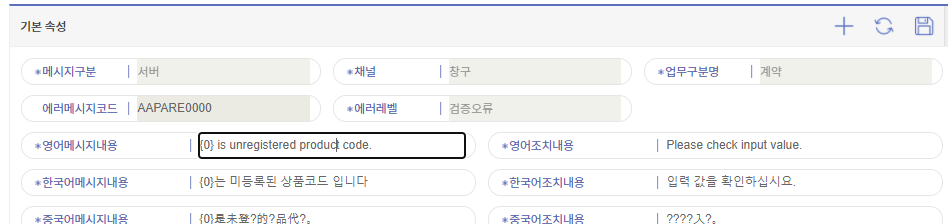 기본 속성
*메시지구분 | 서버 *채널 | 창구 *업무구분명 | 계약
에러메시지코드 | AAPARE0000 *에러레벨 | 검증오류
*영어메시지내용 | {0} is unregistered product code. *영어조치내용 | Please check input value.
*한국어메시지내용 | {0}는 미등록된 상품코드 입니다 *한국어조치내용 | 입력 값을 확인하십시요.
*중국어메시지내용 | {0}是未登?的?品代?。 *중국어조치내용 | ????入?。